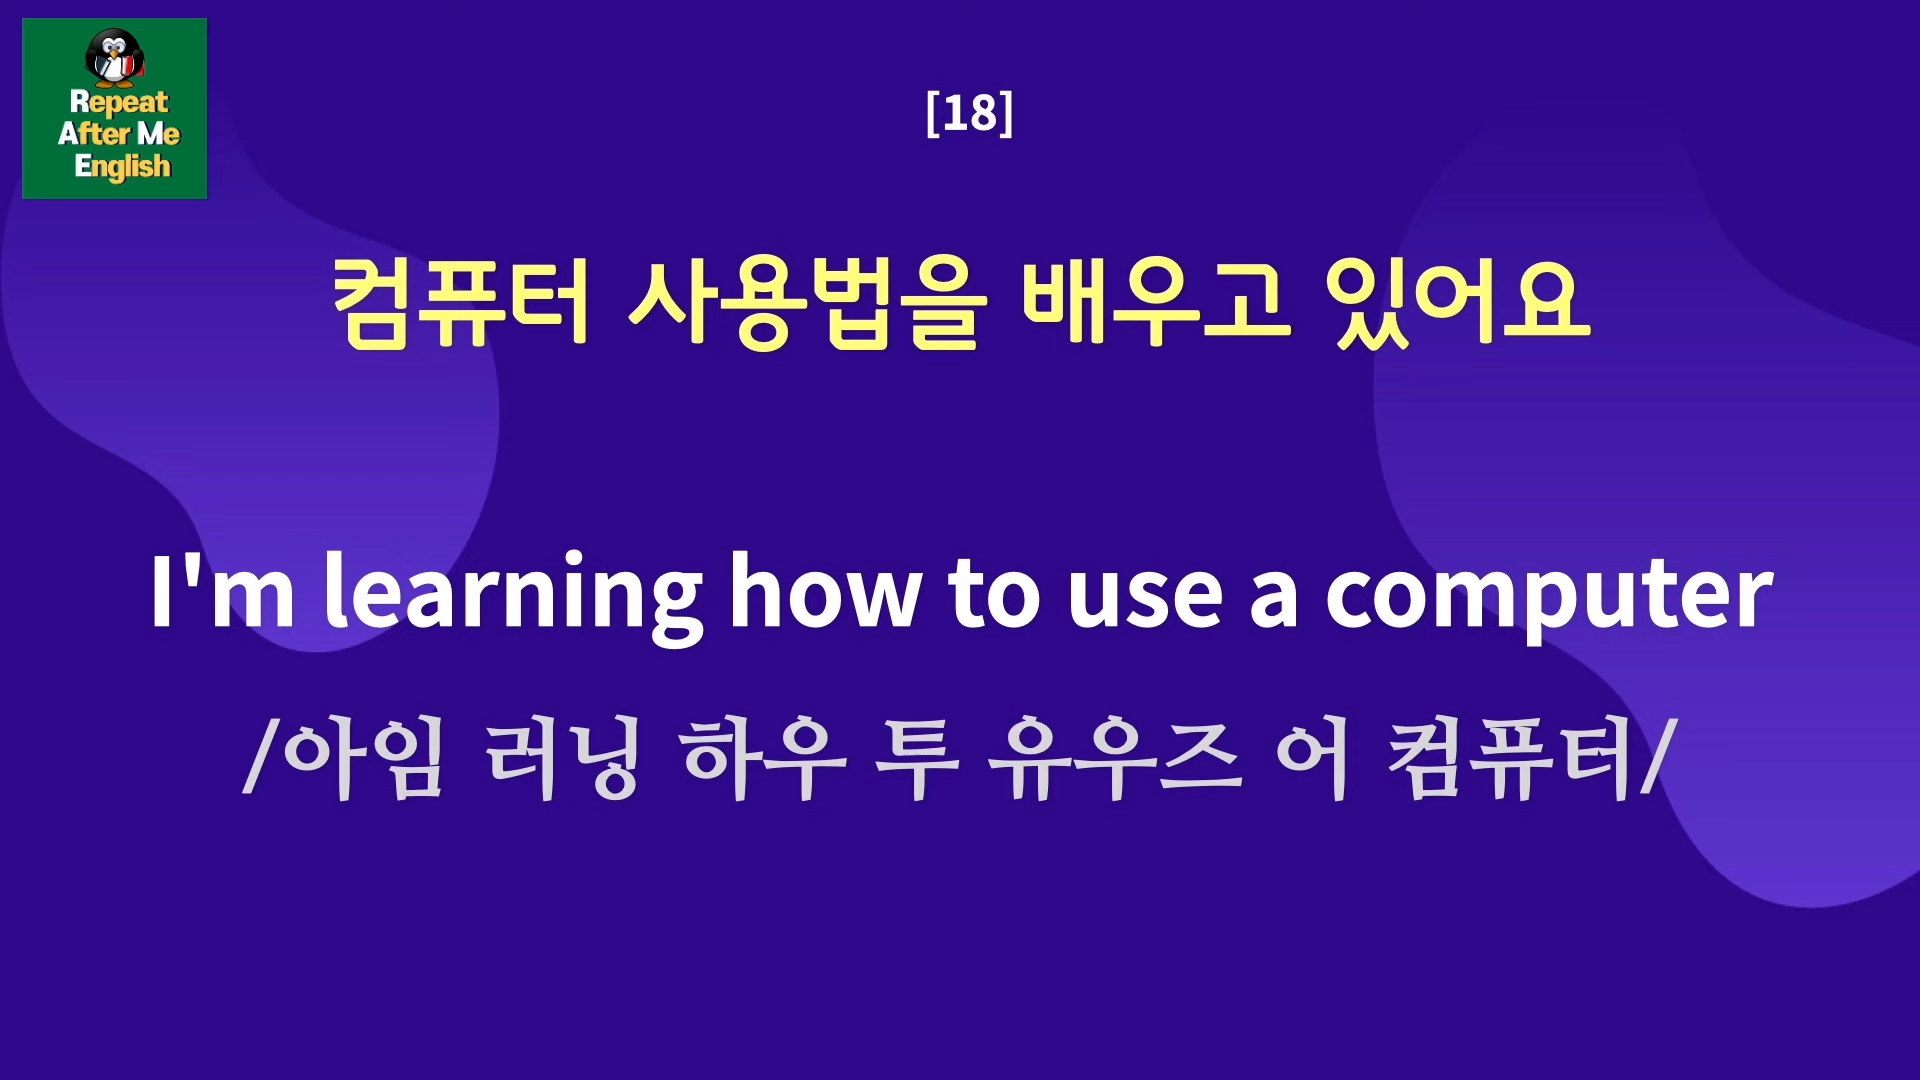 Repeat
After Me
English
[18]
컴퓨터 사용법을 배우고 있어요
I'm learning how to use a computer
/아임 러닝 하우 투 유우즈 어 컴퓨터/